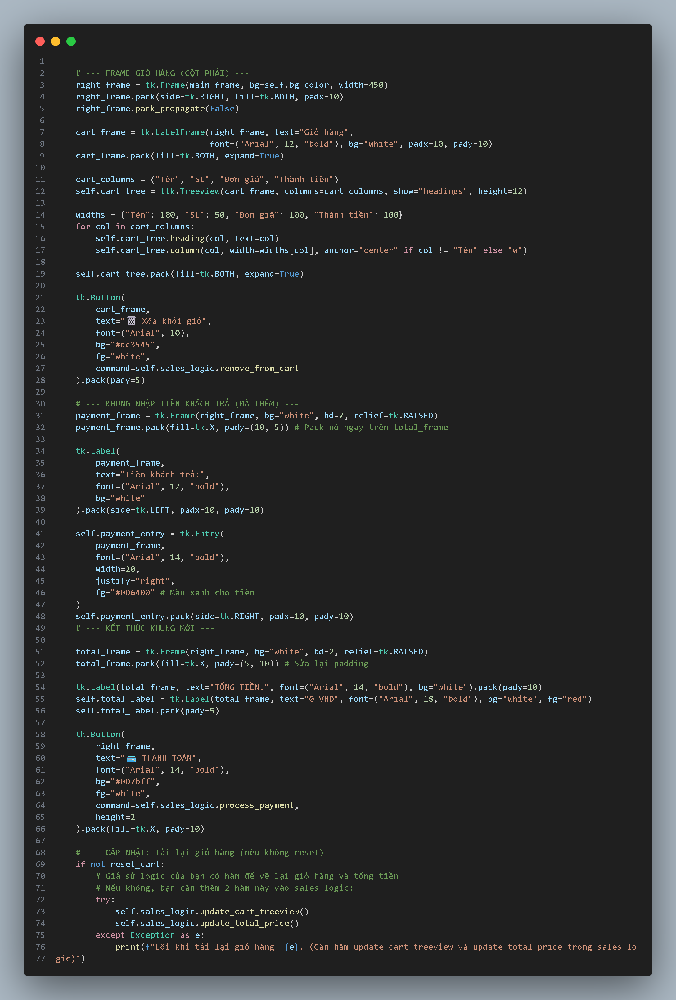 1
2 # --- FRAME GIỎ HÀNG (CỘT PHẢI) ---
3 right_frame = tk.Frame(main_frame, bg=self.bg_color, width=450)
4 right_frame.pack(side=tk.RIGHT, fill=tk.BOTH, padx=10)
5 right_frame.pack_propagate(False)
6
7 cart_frame = tk.LabelFrame(right_frame, text="Giỏ hàng",
8 font=("Arial", 12, "bold"), bg="white", padx=10, pady=10)
9 cart_frame.pack(fill=tk.BOTH, expand=True)
10
11 cart_columns = ("Tên", "SL", "Đơn giá", "Thành tiền")
12 self.cart_tree = ttk.Treeview(cart_frame, columns=cart_columns, show="headings", height=12)
13
14 widths = {"Tên": 180, "SL": 50, "Đơn giá": 100, "Thành tiền": 100}
15 for col in cart_columns:
16 self.cart_tree.heading(col, text=col)
17 self.cart_tree.column(col, width=widths[col], anchor="center" if col != "Tên" else "w")
18
19 self.cart_tree.pack(fill=tk.BOTH, expand=True)
20
21 tk.Button(
22 cart_frame,
23 text="🗑️ Xóa khỏi giỏ",
24 font=("Arial", 10),
25 bg="#dc3545",
26 fg="white",
27 command=self.sales_logic.remove_from_cart
28 ).pack(pady=5)
29
30 # --- KHUNG NHẬP TIỀN KHÁCH TRẢ (ĐÃ THÊM) ---
31 payment_frame = tk.Frame(right_frame, bg="white", bd=2, relief=tk.RAISED)
32 payment_frame.pack(fill=tk.X, pady=(10, 5)) # Pack nó ngay trên total_frame
33
34 tk.Label(
35 payment_frame,
36 text="Tiền khách trả:",
37 font=("Arial", 12, "bold"),
38 bg="white"
39 ).pack(side=tk.LEFT, padx=10, pady=10)
40
41 self.payment_entry = tk.Entry(
42 payment_frame,
43 font=("Arial", 14, "bold"),
44 width=20,
45 justify="right",
46 fg="#006400" # Màu xanh cho tiền
47 )
48 self.payment_entry.pack(side=tk.RIGHT, padx=10, pady=10)
49 # --- KẾT THÚC KHUNG MỚI ---
50
51 total_frame = tk.Frame(right_frame, bg="white", bd=2, relief=tk.RAISED)
52 total_frame.pack(fill=tk.X, pady=(5, 10)) # Sửa lại padding
53
54 tk.Label(total_frame, text="TỔNG TIỀN:", font=("Arial", 14, "bold"), bg="white").pack(pady=10)
55 self.total_label = tk.Label(total_frame, text="0 VNĐ", font=("Arial", 18, "bold"), bg="white", fg="red")
56 self.total_label.pack(pady=5)
57
58 tk.Button(
59 right_frame,
60 text="💳 THANH TOÁN",
61 font=("Arial", 14, "bold"),
62 bg="#007bff",
63 fg="white",
64 command=self.sales_logic.process_payment,
65 height=2
66 ).pack(fill=tk.X, pady=10)
67
68 # --- CẬP NHẬT: Tải lại giỏ hàng (nếu không reset) ---
69 if not reset_cart:
70 # Giả sử logic của bạn có hàm để vẽ lại giỏ hàng và tổng tiền
71 # Nếu không, bạn cần thêm 2 hàm này vào sales_logic:
72 try:
73 self.sales_logic.update_cart_treeview()
74 self.sales_logic.update_total_price()
75 except Exception as e:
76 print(f"Lỗi khi tải lại giỏ hàng: {e}. (Cần hàm update_cart_treeview và update_total_price trong sales_lo
77 gic)")